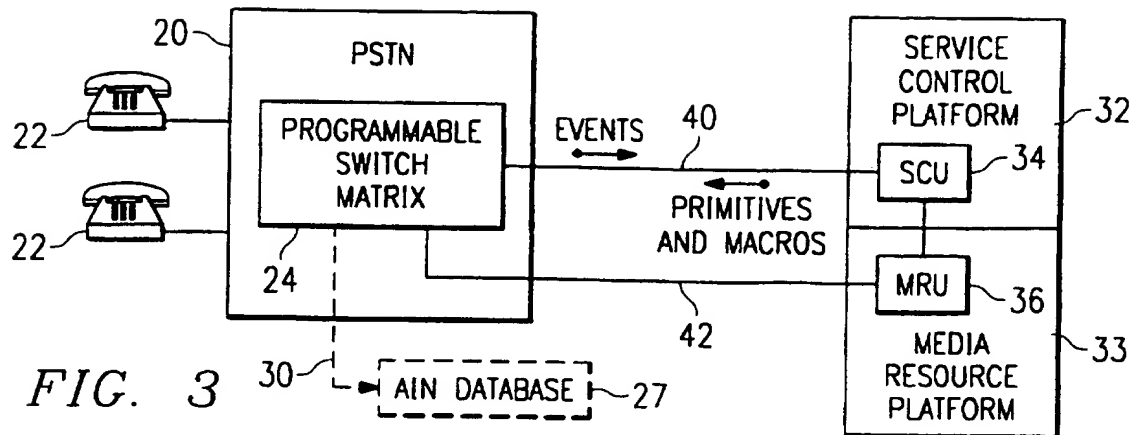 20
PSTN
22
22
PROGRAMMABLE
SWITCH
MATRIX
24
EVENTS
40
PRIMITIVES
AND MACROS
42
SERVICE
CONTROL
PLATFORM
32
SCU
34
MRU
36
MEDIA
RESOURCE
PLATFORM
33
30
AIN DATABASE
27
FIG. 3